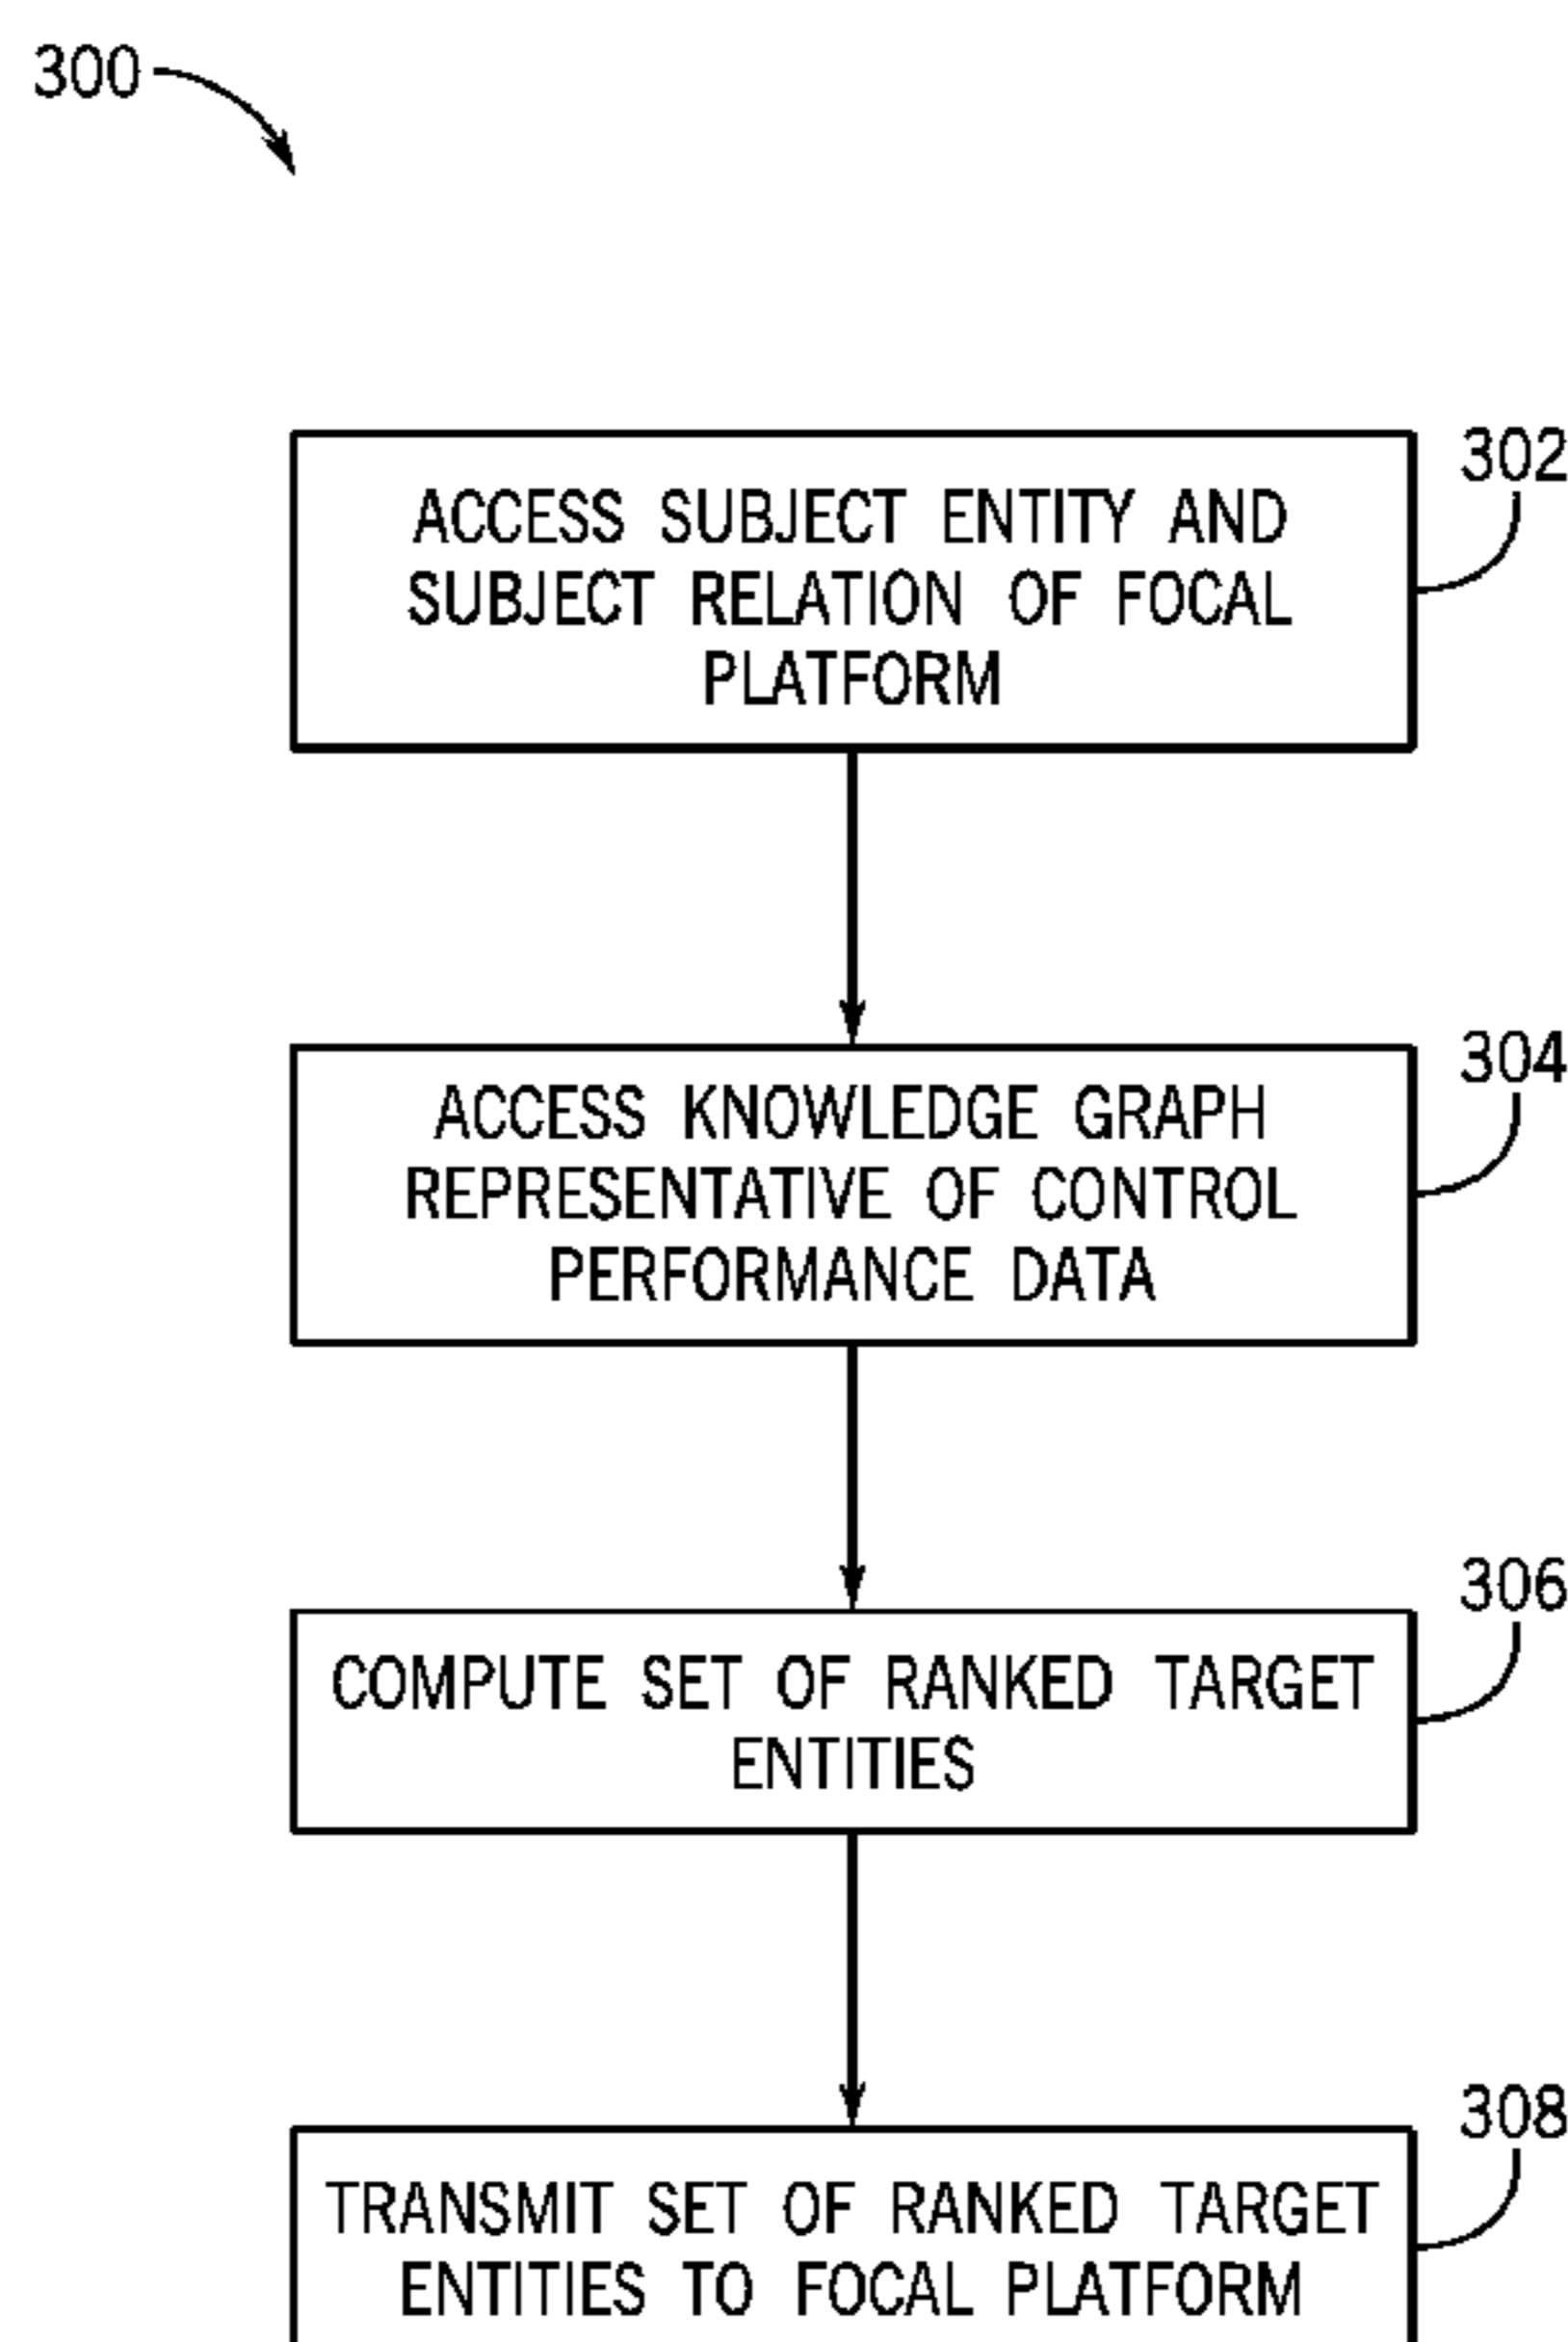 300
302
ACCESS SUBJECT ENTITY AND
SUBJECT RELATION OF FOCAL
PLATFORM
304
ACCESS KNOWLEDGE GRAPH
REPRESENTATIVE OF CONTROL
PERFORMANCE DATA
306
COMPUTE SET OF RANKED TARGET
ENTITIES
308
TRANSMIT SET OF RANKED TARGET
ENTITIES TO FOCAL PLATFORM